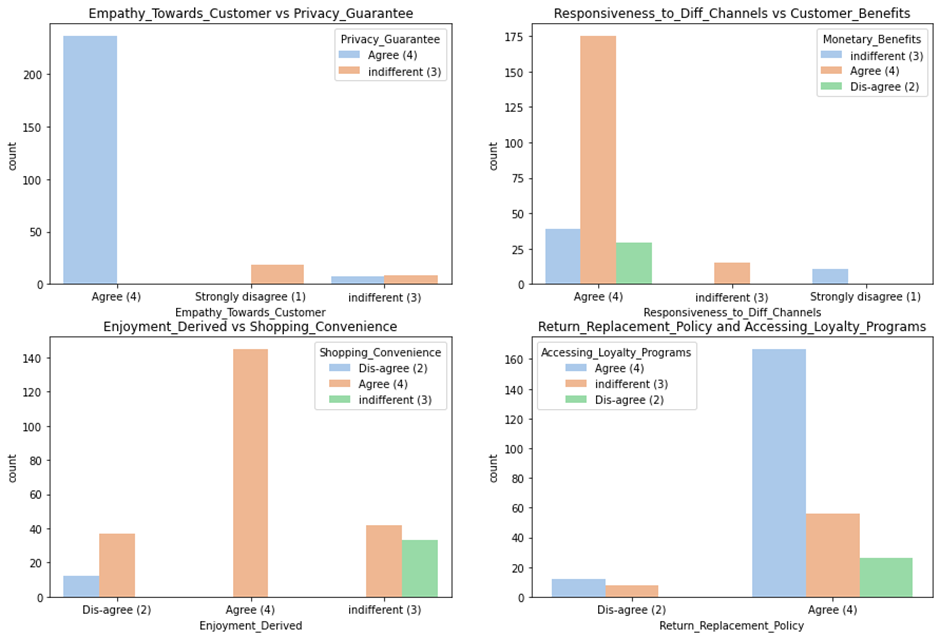 Empathy_Towards_Customer vs Privacy_Guarantee
Privacy_Guarantee
Agree (4)
indifferent (3)
200
150
100
50
0
count
Agree (4)
Strongly disagree (1)
indifferent (3)
Empathy_Towards_Customer
Responsiveness_to_Diff_Channels vs Customer_Benefits
Monetary_Benefits
indifferent (3)
Agree (4)
Dis-agree (2)
175
150
125
100
75
50
25
0
count
Agree (4)
indifferent (3)
Strongly disagree (1)
Responsiveness_to_Diff_Channels
Enjoyment_Derived vs Shopping_Convenience
Shopping_Convenience
Dis-agree (2)
Agree (4)
indifferent (3)
140
120
100
80
60
40
20
0
count
Dis-agree (2)
Agree (4)
indifferent (3)
Enjoyment_Derived
Return_Replacement_Policy and Accessing_Loyalty_Programs
Accessing_Loyalty_Programs
Agree (4)
indifferent (3)
Dis-agree (2)
160
140
120
100
80
60
40
20
0
count
Dis-agree (2)
Agree (4)
Return_Replacement_Policy